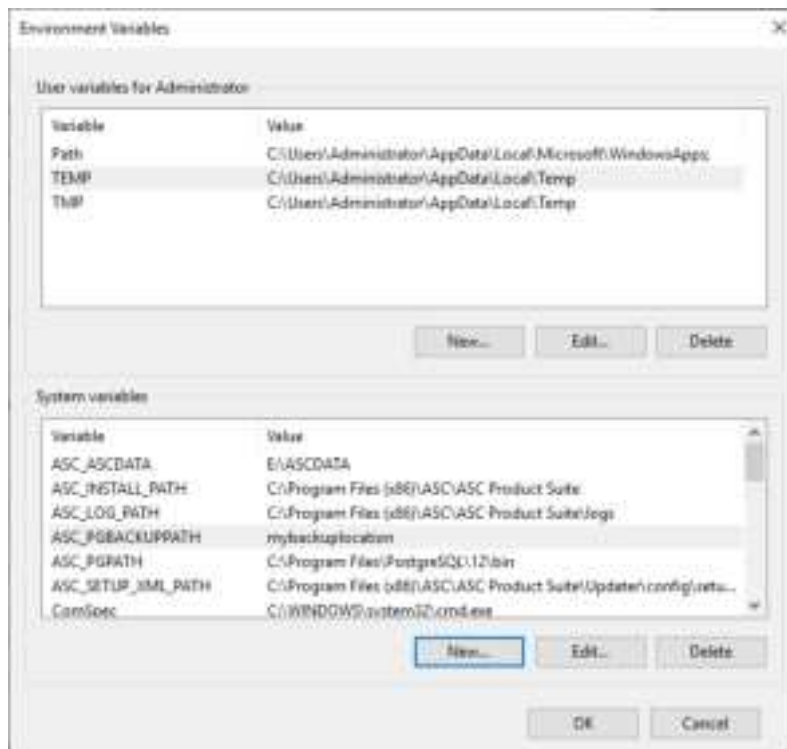 Environment Variables
User variables for Administrator
Variable Value
Path C:\Users\Administrator\AppData\Local\Microsoft\WindowsApps;
TEMP C:\Users\Administrator\AppData\Local\Temp
TMP C:\Users\Administrator\AppData\Local\Temp
New... Edit... Delete
System variables
Variable Value
ASC_ASCDATA E:\ASCDATA
ASC_INSTALL_PATH C:\Program Files (x86)\ASC\ASC Product Suite
ASC_LOG_PATH C:\Program Files (x86)\ASC\ASC Product Suite\logs
ASC_PGBACKUPPATH mybackuplocation
ASC_PGPATH C:\Program Files\PostgreSQL\12\bin
ASC_SETUP_XML_PATH C:\Program Files (x86)\ASC\ASC Product Suite\Updater\config\setu...
ComSpec C:\WINDOWS\system32\cmd.exe
New... Edit... Delete
OK Cancel